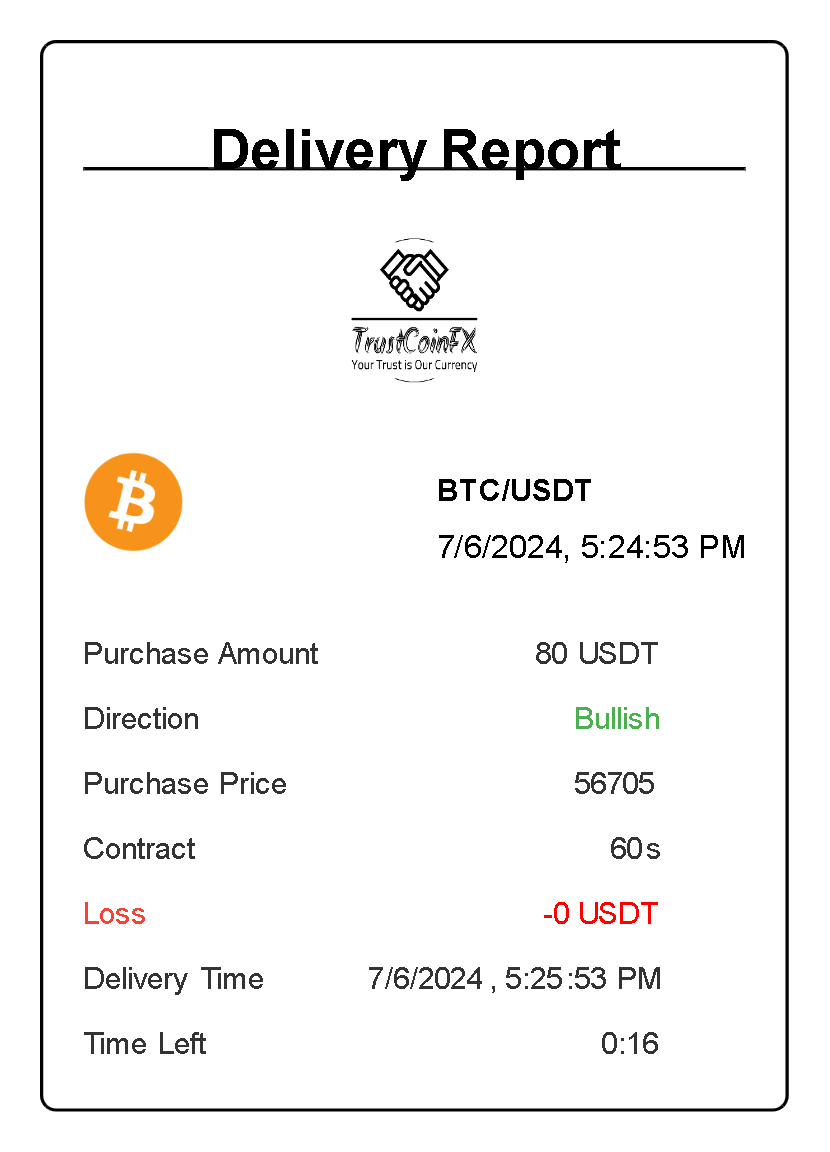 Delivery Report
TrustCoinFX
Your Trust is Our Currency
BTC/USDT
7/6/2024, 5:24:53 PM
Purchase Amount 80 USDT
Direction Bullish
Purchase Price 56705
Contract 60s
Loss -0 USDT
Delivery Time 7/6/2024 , 5:25:53 PM
Time Left 0:16